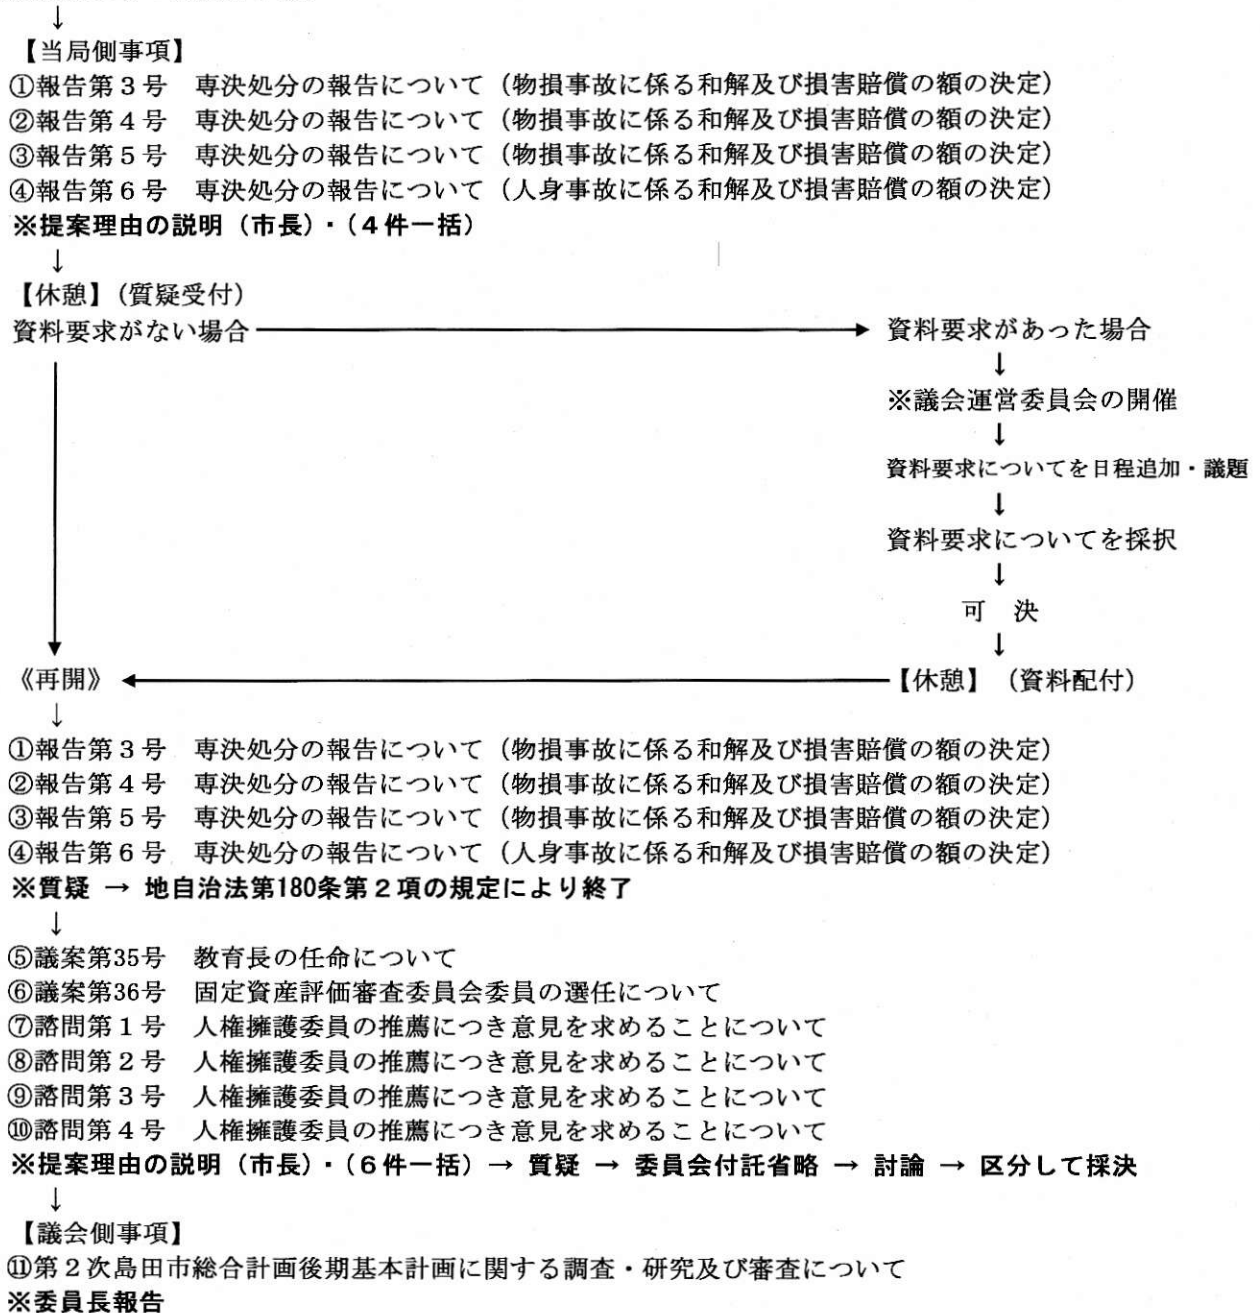 ↓
【当局側事項】
①報告第3号　専決処分の報告について（物損事故に係る和解及び損害賠償の額の決定）
②報告第4号　専決処分の報告について（物損事故に係る和解及び損害賠償の額の決定）
③報告第5号　専決処分の報告について（物損事故に係る和解及び損害賠償の額の決定）
④報告第6号　専決処分の報告について（人身事故に係る和解及び損害賠償の額の決定）
※提案理由の説明（市長）・（4件一括）
↓
【休憩】（質疑受付）
資料要求がない場合 → 資料要求があった場合
↓
※議会運営委員会の開催
↓
資料要求についてを日程追加・議題
↓
資料要求についてを採択
↓
可　決
↓
《再開》 ← 【休憩】（資料配付）
↓
①報告第3号　専決処分の報告について（物損事故に係る和解及び損害賠償の額の決定）
②報告第4号　専決処分の報告について（物損事故に係る和解及び損害賠償の額の決定）
③報告第5号　専決処分の報告について（物損事故に係る和解及び損害賠償の額の決定）
④報告第6号　専決処分の報告について（人身事故に係る和解及び損害賠償の額の決定）
※質疑 → 地自治法第180条第2項の規定により終了
↓
⑤議案第35号　教育長の任命について
⑥議案第36号　固定資産評価審査委員会委員の選任について
⑦諮問第1号　人権擁護委員の推薦につき意見を求めることについて
⑧諮問第2号　人権擁護委員の推薦につき意見を求めることについて
⑨諮問第3号　人権擁護委員の推薦につき意見を求めることについて
⑩諮問第4号　人権擁護委員の推薦につき意見を求めることについて
※提案理由の説明（市長）・（6件一括）→ 質疑 → 委員会付託省略 → 討論 → 区分して採決
↓
【議会側事項】
⑪第2次島田市総合計画後期基本計画に関する調査・研究及び審査について
※委員長報告